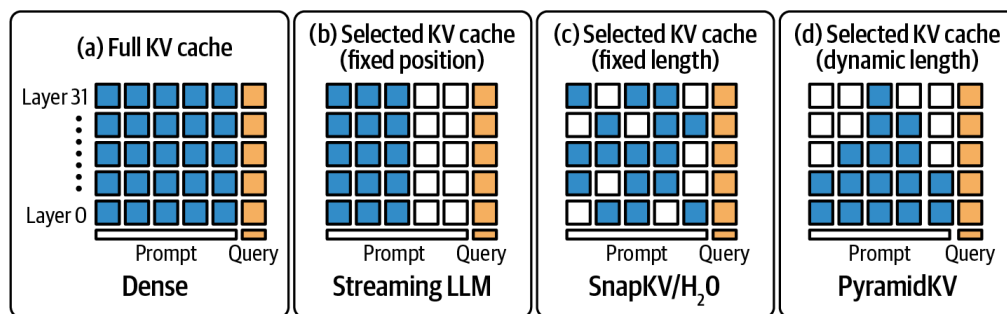 (a) Full KV cache
Layer 31
Layer 0
Prompt Query
Dense
(b) Selected KV cache
(fixed position)
Prompt Query
Streaming LLM
(c) Selected KV cache
(fixed length)
Prompt Query
SnapKV/H₂O
(d) Selected KV cache
(dynamic length)
Prompt Query
PyramidKV